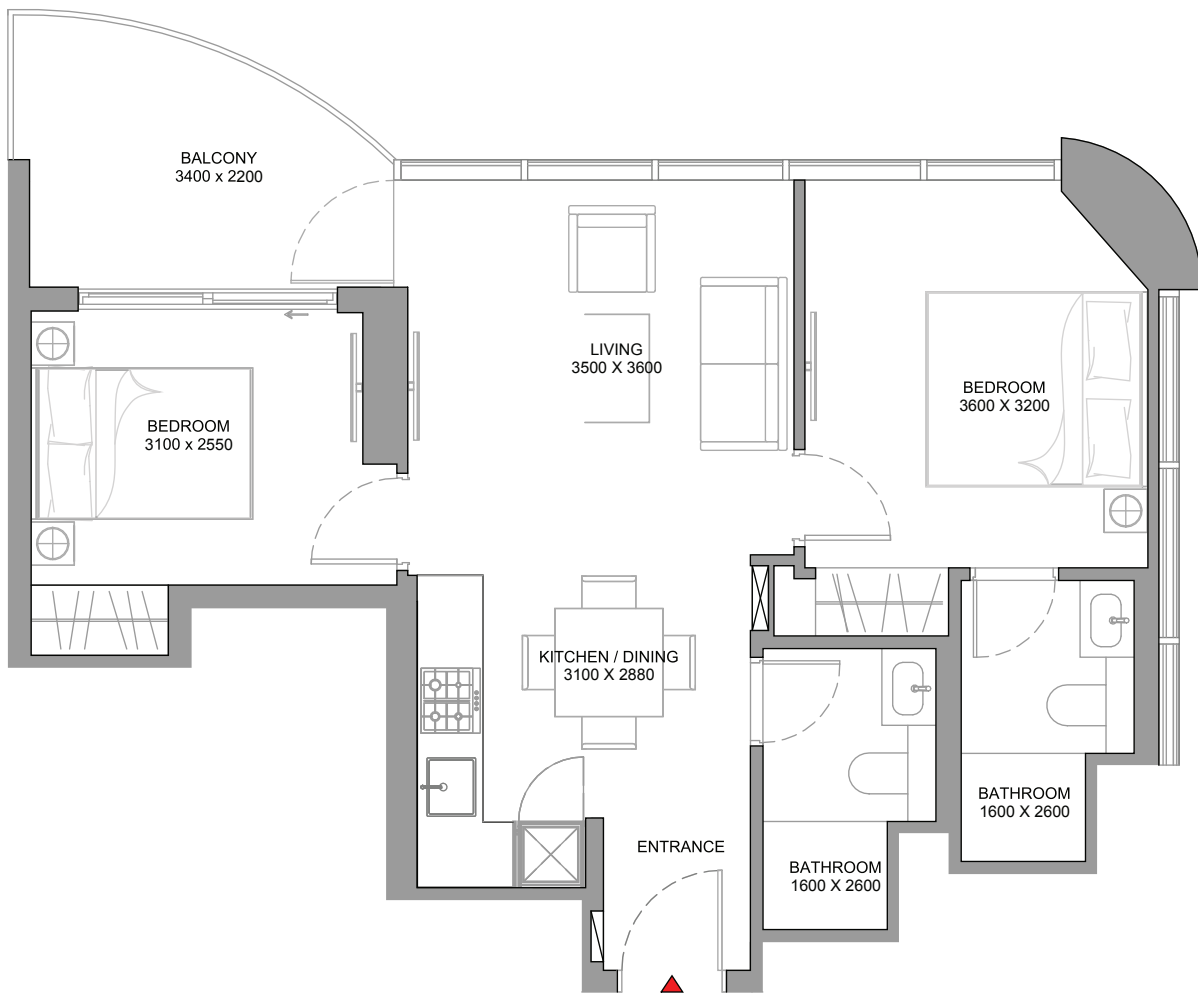 BALCONY
3400 x 2200
LIVING
3500 X 3600
BEDROOM
3600 X 3200
BEDROOM
3100 x 2550
KITCHEN / DINING
3100 X 2880
BATHROOM
1600 X 2600
ENTRANCE
BATHROOM
1600 X 2600